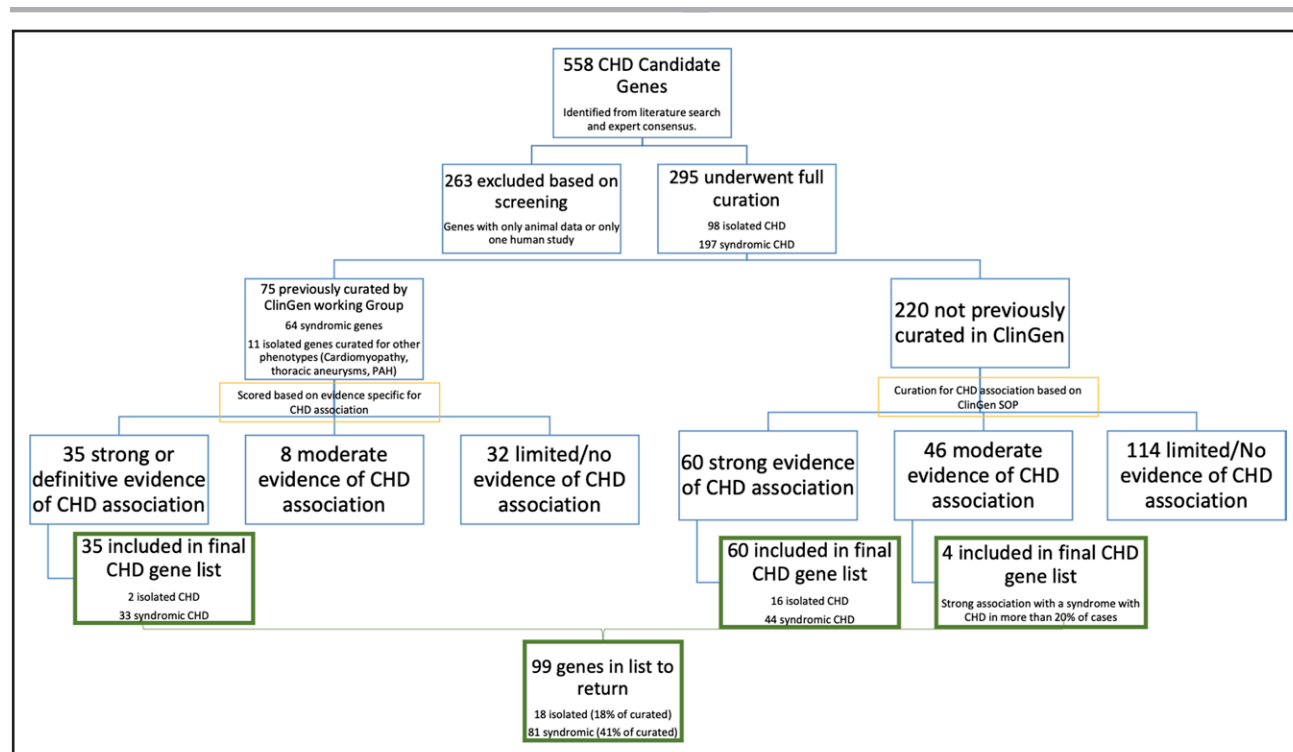 558 CHD Candidate
Genes
Identified from literature search
and expert consensus.
263 excluded based on
screening
Genes with only animal data or only
one human study
295 underwent full
curation
98 isolated CHD
197 syndromic CHD
75 previously curated by
ClinGen working Group
64 syndromic genes
11 isolated genes curated for other
phenotypes (Cardiomyopathy,
thoracic aneurysms, PAH)
220 not previously
curated in ClinGen
Scored based on evidence specific for
CHD association
Curation for CHD association based on
ClinGen SOP
35 strong or
definitive evidence
of CHD association
8 moderate
evidence of CHD
association
32 limited/no
evidence of CHD
association
60 strong evidence
of CHD association
46 moderate
evidence of CHD
association
114 limited/No
evidence of CHD
association
35 included in final
CHD gene list
2 isolated CHD
33 syndromic CHD
60 included in final
CHD gene list
16 isolated CHD
44 syndromic CHD
4 included in final CHD
gene list
Strong association with a syndrome with
CHD in more than 20% of cases
99 genes in list to
return
18 isolated (18% of curated)
81 syndromic (41% of curated)